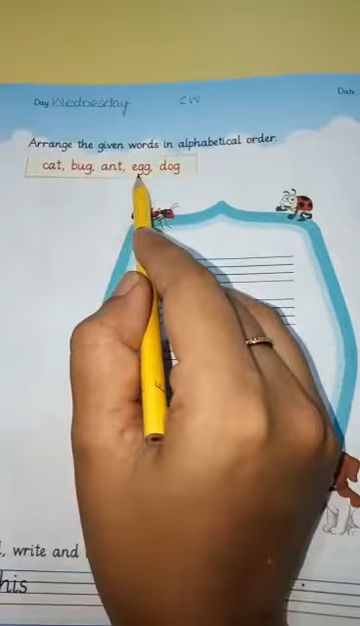 Day Wednesday CW Date
Arrange the given words in alphabetical order.
cat, bug, ant, egg, dog
, write and
his